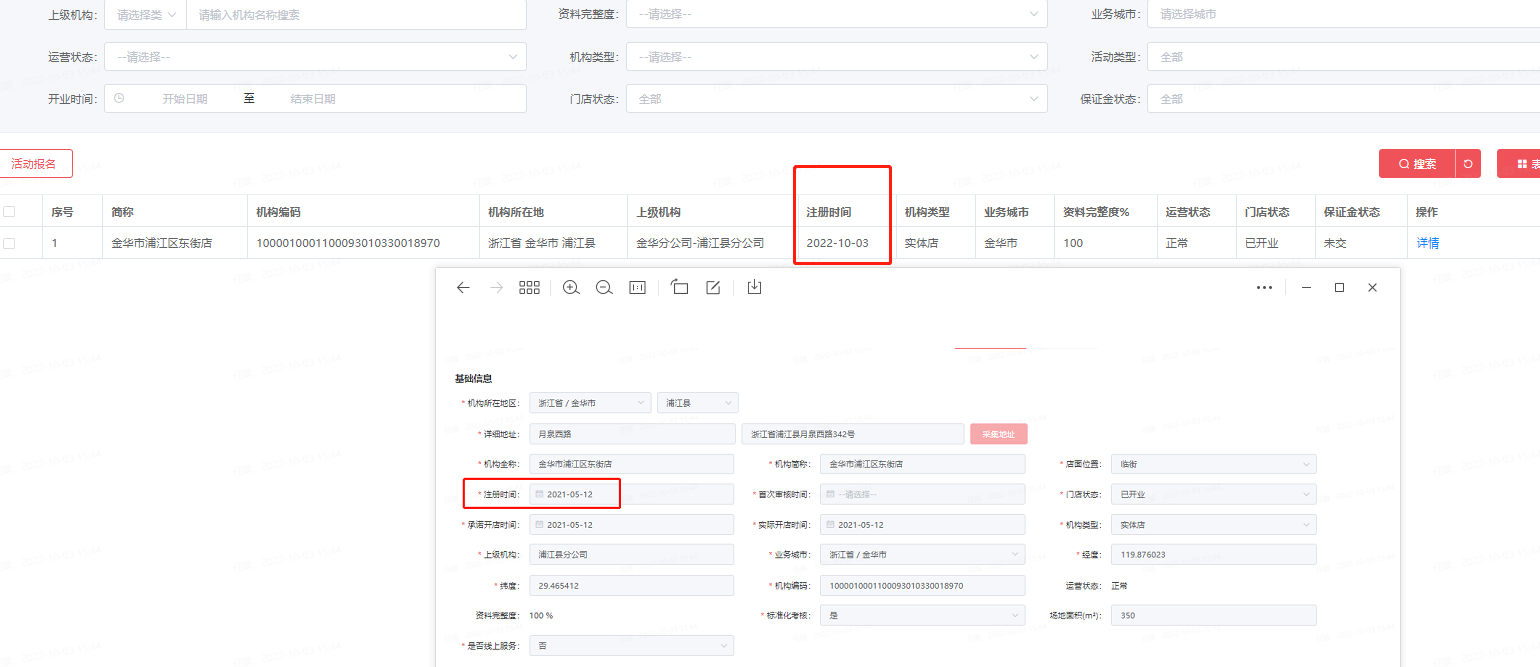 上级机构: 请选择类 请输入机构名称搜索 资料完整度: --请选择-- 业务城市: 请选择城市
运营状态: --请选择-- 机构类型: --请选择-- 活动类型: 全部
开业时间: 开始日期 至 结束日期 门店状态: 全部 保证金状态: 全部
活动报名 搜索
序号 简称 机构编码 机构所在地 上级机构 注册时间 机构类型 业务城市 资料完整度% 运营状态 门店状态 保证金状态 操作
1 金华市浦江区东街店 1000010001100093010330018970 浙江省 金华市 浦江县 金华分公司-浦江县分公司 2022-10-03 实体店 金华市 100 正常 已开业 未交 详情
基础信息
* 机构所在地区: 浙江省 / 金华市 浦江县
* 详细地址: 月泉西路 浙江省浦江县月泉西路342号 采集地址
* 机构全称: 金华市浦江区东街店 * 机构简称: 金华市浦江区东街店 * 店面位置: 临街
* 注册时间: 2021-05-12 * 首次审核时间: --请选择-- * 门店状态: 已开业
* 承诺开店时间: 2021-05-12 * 实际开店时间: 2021-05-12 * 机构类型: 实体店
* 上级机构: 浦江县分公司 * 业务城市: 浙江省 / 金华市 * 经度: 119.876023
* 纬度: 29.465412 * 机构编码: 1000010001100093010330018970 运营状态: 正常
资料完整度: 100 % * 标准化考核: 是 场地面积(m²): 350
* 是否线上服务: 否